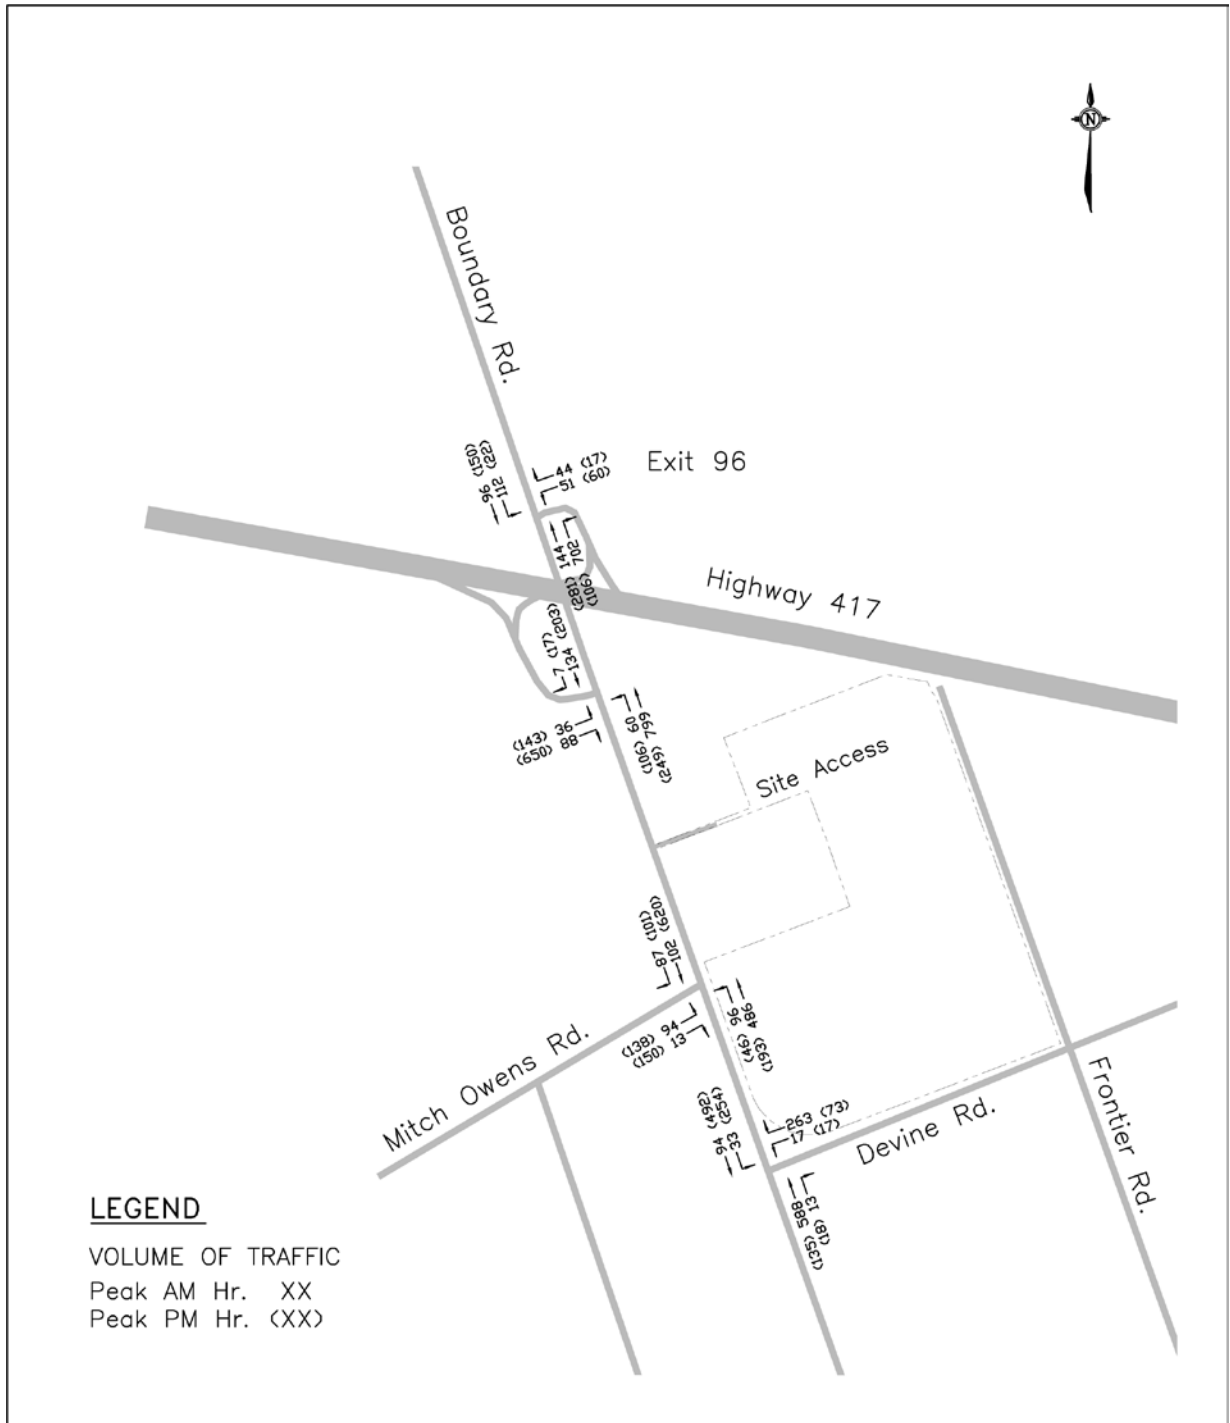 N
Boundary Rd.
96 (150)
112 (22)
44 (17)
51 (60)
Exit 96
(281) 144
(106) 702
Highway 417
7 (17)
134 (203)
(143) 36
(650) 88
(106) 60
(249) 799
Site Access
87 (101)
102 (620)
Mitch Owens Rd.
(138) 94
(150) 13
(46) 96
(193) 486
94 (492)
33 (254)
263 (73)
17 (17)
Devine Rd.
Frontier Rd.
(135) 588
(18) 13
LEGEND
VOLUME OF TRAFFIC
Peak AM Hr. XX
Peak PM Hr. (XX)